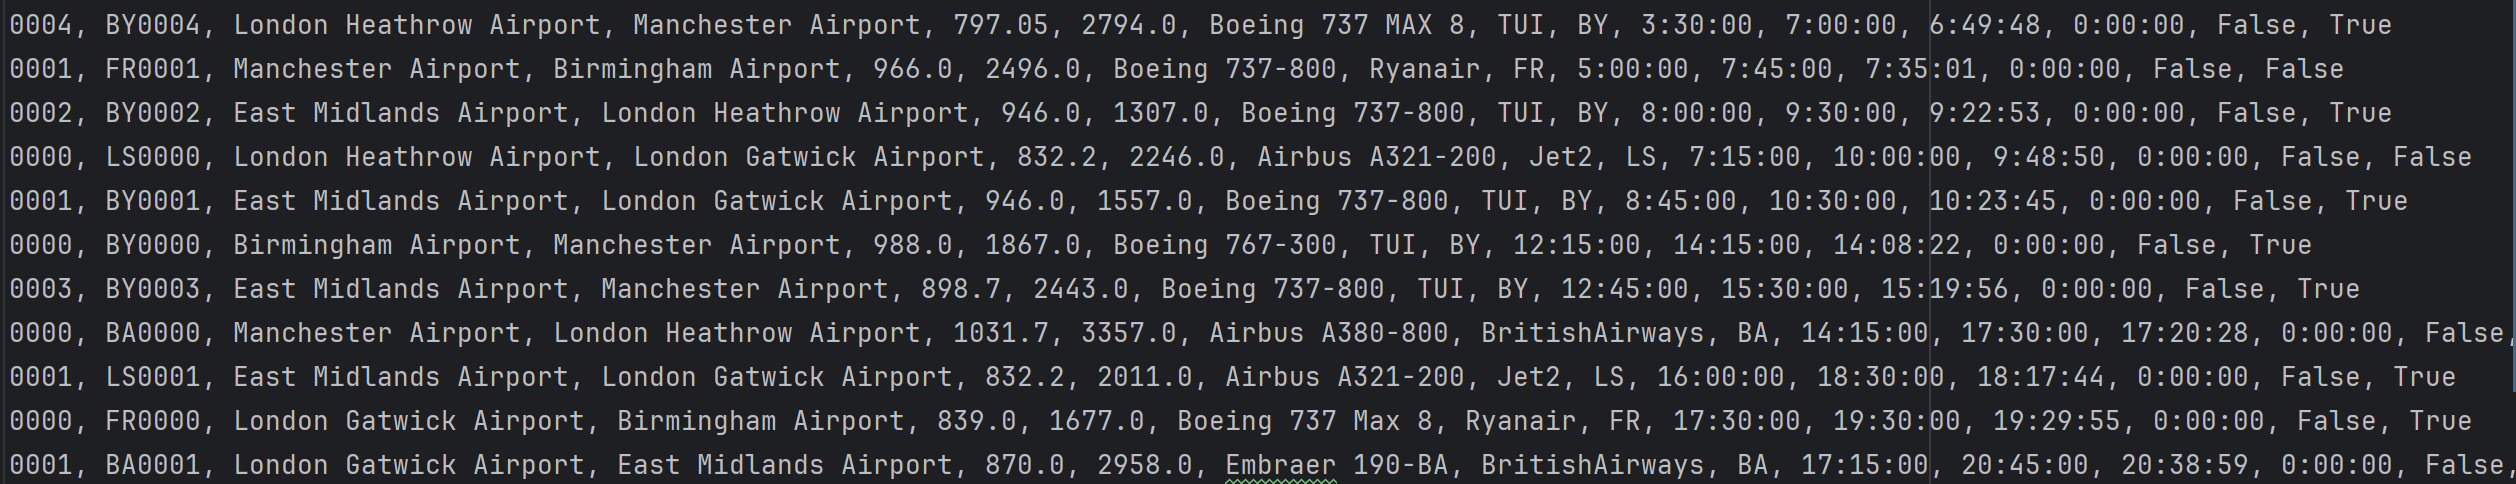 0004, BY0004, London Heathrow Airport, Manchester Airport, 797.05, 2794.0, Boeing 737 MAX 8, TUI, BY, 3:30:00, 7:00:00, 6:49:48, 0:00:00, False, True
0001, FR0001, Manchester Airport, Birmingham Airport, 966.0, 2496.0, Boeing 737-800, Ryanair, FR, 5:00:00, 7:45:00, 7:35:01, 0:00:00, False, False
0002, BY0002, East Midlands Airport, London Heathrow Airport, 946.0, 1307.0, Boeing 737-800, TUI, BY, 8:00:00, 9:30:00, 9:22:53, 0:00:00, False, True
0000, LS0000, London Heathrow Airport, London Gatwick Airport, 832.2, 2246.0, Airbus A321-200, Jet2, LS, 7:15:00, 10:00:00, 9:48:50, 0:00:00, False, False
0001, BY0001, East Midlands Airport, London Gatwick Airport, 946.0, 1557.0, Boeing 737-800, TUI, BY, 8:45:00, 10:30:00, 10:23:45, 0:00:00, False, True
0000, BY0000, Birmingham Airport, Manchester Airport, 988.0, 1867.0, Boeing 767-300, TUI, BY, 12:15:00, 14:15:00, 14:08:22, 0:00:00, False, True
0003, BY0003, East Midlands Airport, Manchester Airport, 898.7, 2443.0, Boeing 737-800, TUI, BY, 12:45:00, 15:30:00, 15:19:56, 0:00:00, False, True
0000, BA0000, Manchester Airport, London Heathrow Airport, 1031.7, 3357.0, Airbus A380-800, BritishAirways, BA, 14:15:00, 17:30:00, 17:20:28, 0:00:00, False,
0001, LS0001, East Midlands Airport, London Gatwick Airport, 832.2, 2011.0, Airbus A321-200, Jet2, LS, 16:00:00, 18:30:00, 18:17:44, 0:00:00, False, True
0000, FR0000, London Gatwick Airport, Birmingham Airport, 839.0, 1677.0, Boeing 737 Max 8, Ryanair, FR, 17:30:00, 19:30:00, 19:29:55, 0:00:00, False, True
0001, BA0001, London Gatwick Airport, East Midlands Airport, 870.0, 2958.0, Embraer 190-BA, BritishAirways, BA, 17:15:00, 20:45:00, 20:38:59, 0:00:00, False,